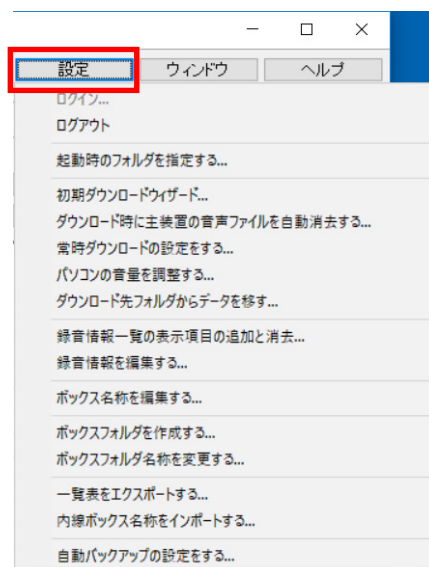 設定 ウィンドウ ヘルプ
ログイン...
ログアウト
起動時のフォルダを指定する...
初期ダウンロードウィザード...
ダウンロード時に主装置の音声ファイルを自動消去する...
常時ダウンロードの設定をする...
パソコンの音量を調整する...
ダウンロード先フォルダからデータを移す...
録音情報一覧の表示項目の追加と消去...
録音情報を編集する...
ボックス名称を編集する...
ボックスフォルダを作成する...
ボックスフォルダ名称を変更する...
一覧表をエクスポートする...
内線ボックス名称をインポートする...
自動バックアップの設定をする...